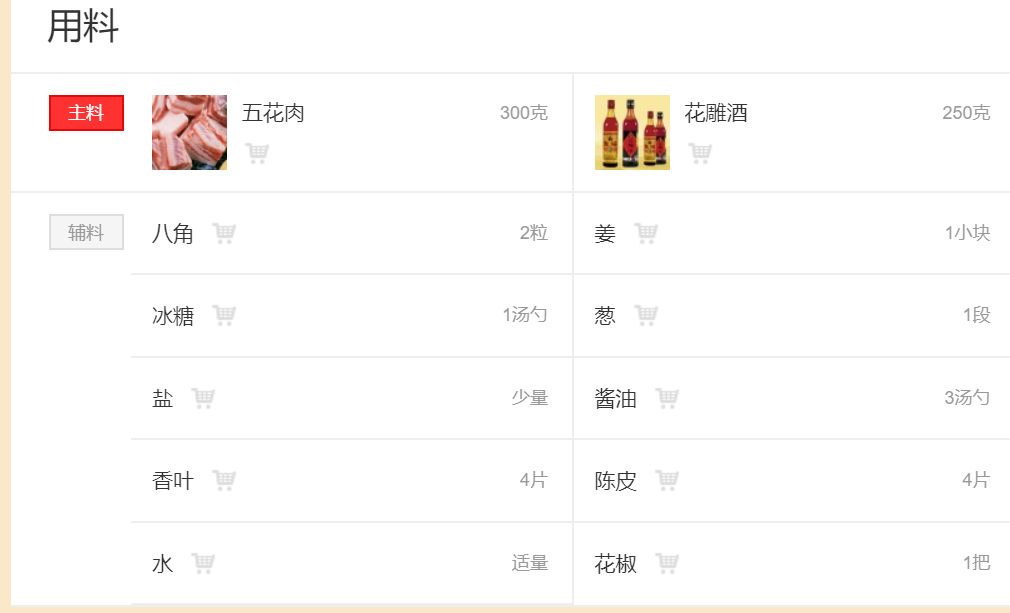 用料
主料 五花肉 300克 花雕酒 250克
辅料 八角 2粒 姜 1小块
冰糖 1汤勺 葱 1段
盐 少量 酱油 3汤勺
香叶 4片 陈皮 4片
水 适量 花椒 1把